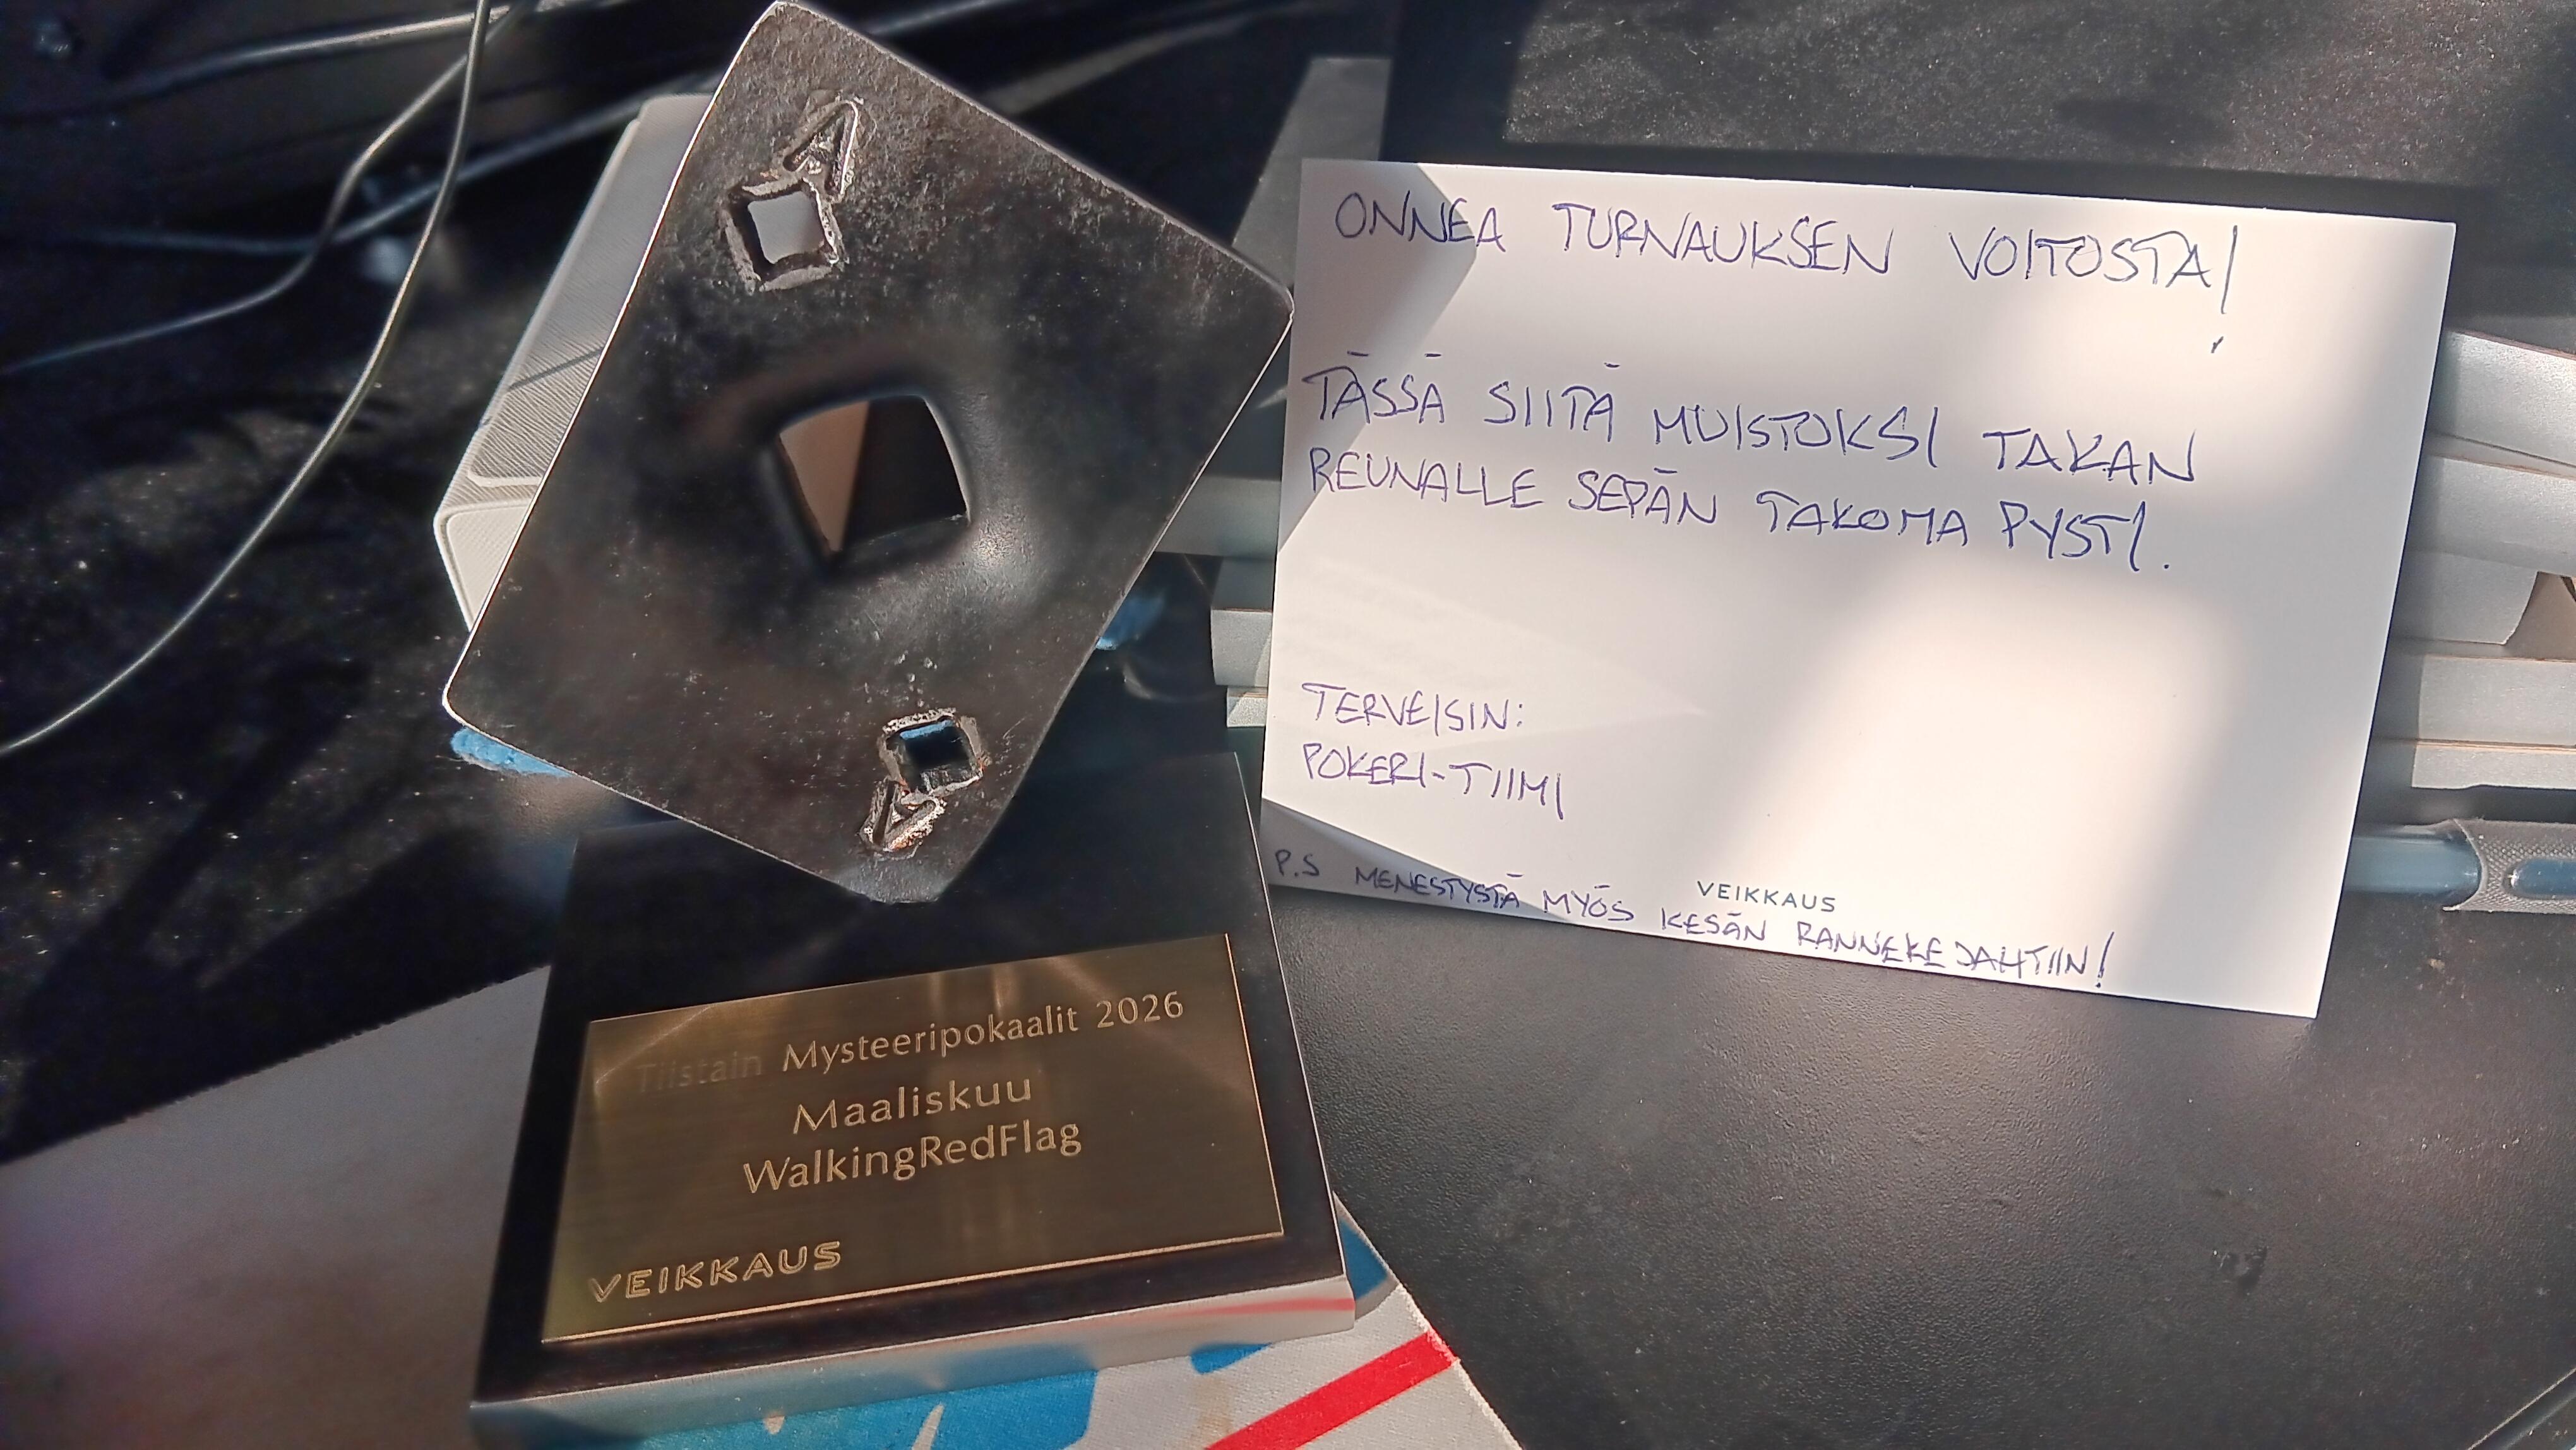 A
A
ONNEA TURNAUKSEN VOITOSTA!
TÄSSÄ SIITÄ MUISTOKSI TAKAN
REUNALLE SEPÄN TAKOMA PYSTI.
TERVEISIN:
POKERI-TIIMI
VEIKKAUS
P.S MENESTYSTÄ MYÖS KESÄN RANNEKEJAHTIIN!
Tiistain Mysteeripokaalit 2026
Maaliskuu
WalkingRedFlag
VEIKKAUS